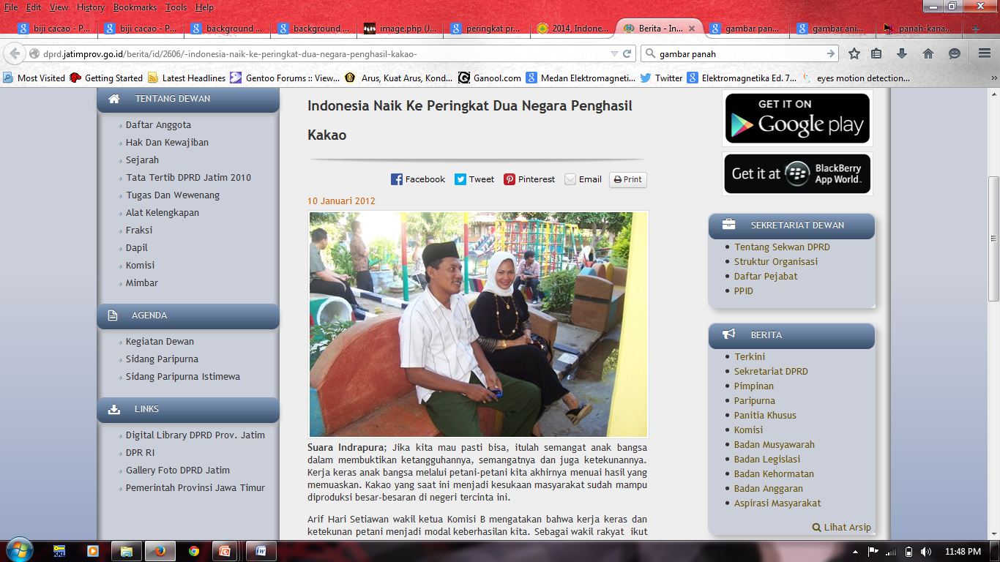 File Edit View History Bookmarks Tools Help
biji cacao - P...
biji cacao - P...
background ...
background ...
image.php (J...
peringkat pr...
2014, Indone...
Berita - In...
gambar pan...
gambar ani...
panah-kana...
dprd.jatimprov.go.id/berita/id/2606/-indonesia-naik-ke-peringkat-dua-negara-penghasil-kakao-
gambar panah
Most Visited
Getting Started
Latest Headlines
Gentoo Forums :: View...
Arus, Kuat Arus, Kond...
Ganool.com
Medan Elektromagneti...
Twitter
Elektromagnetika Ed. 7...
eyes motion detection...
TENTANG DEWAN
Daftar Anggota
Hak Dan Kewajiban
Sejarah
Tata Tertib DPRD Jatim 2010
Tugas Dan Wewenang
Alat Kelengkapan
Fraksi
Dapil
Komisi
Mimbar
AGENDA
Kegiatan Dewan
Sidang Paripurna
Sidang Paripurna Istimewa
LINKS
Digital Library DPRD Prov. Jatim
DPR RI
Gallery Foto DPRD Jatim
Pemerintah Provinsi Jawa Timur
Indonesia Naik Ke Peringkat Dua Negara Penghasil
Kakao
Facebook Tweet Pinterest Email Print
10 Januari 2012
Suara Indrapura; Jika kita mau pasti bisa, itulah semangat anak bangsa
dalam membuktikan ketangguhannya, semangatnya dan juga ketekunannya.
Kerja keras anak bangsa melalui petani-petani kita akhirnya menuai hasil yang
memuaskan. Kakao yang saat ini menjadi kesukaan masyarakat sudah mampu
diproduksi besar-besaran di negeri tercinta ini.
Arif Hari Setiawan wakil ketua Komisi B mengatakan bahwa kerja keras dan
ketekunan petani menjadi modal keberhasilan kita. Sebagai wakil rakyat ikut
GET IT ON
Google play
Get it at BlackBerry
App World™
SEKRETARIAT DEWAN
Tentang Sekwan DPRD
Struktur Organisasi
Daftar Pejabat
PPID
BERITA
Terkini
Sekretariat DPRD
Pimpinan
Paripurna
Panitia Khusus
Komisi
Badan Musyawarah
Badan Legislasi
Badan Kehormatan
Badan Anggaran
Aspirasi Masyarakat
Lihat Arsip
11:48 PM